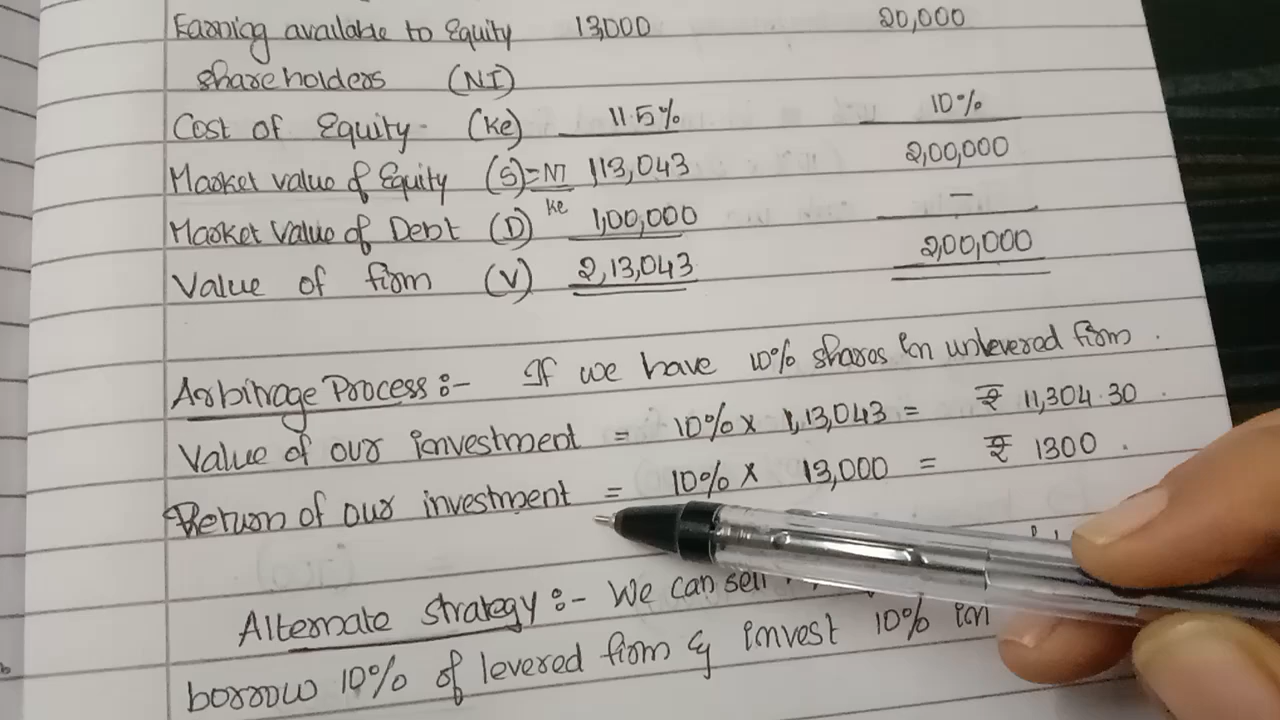 Earning available to Equity 13,000 20,000
shareholders (NI)
Cost of Equity (Ke) 11.5% 10%
Market value of Equity (S)=NI/Ke 1,13,043 2,00,000
Market value of Debt (D) 1,00,000 —
Value of firm (V) 2,13,043 2,00,000
Arbitrage Process :- If we have 10% shares in unlevered firm.
Value of our investment = 10% x 1,13,043 = ₹ 11,304.30
Return of our investment = 10% x 13,000 = ₹ 1300.
Alternate strategy :- We can sell
borrow 10% of levered firm & invest 10% in